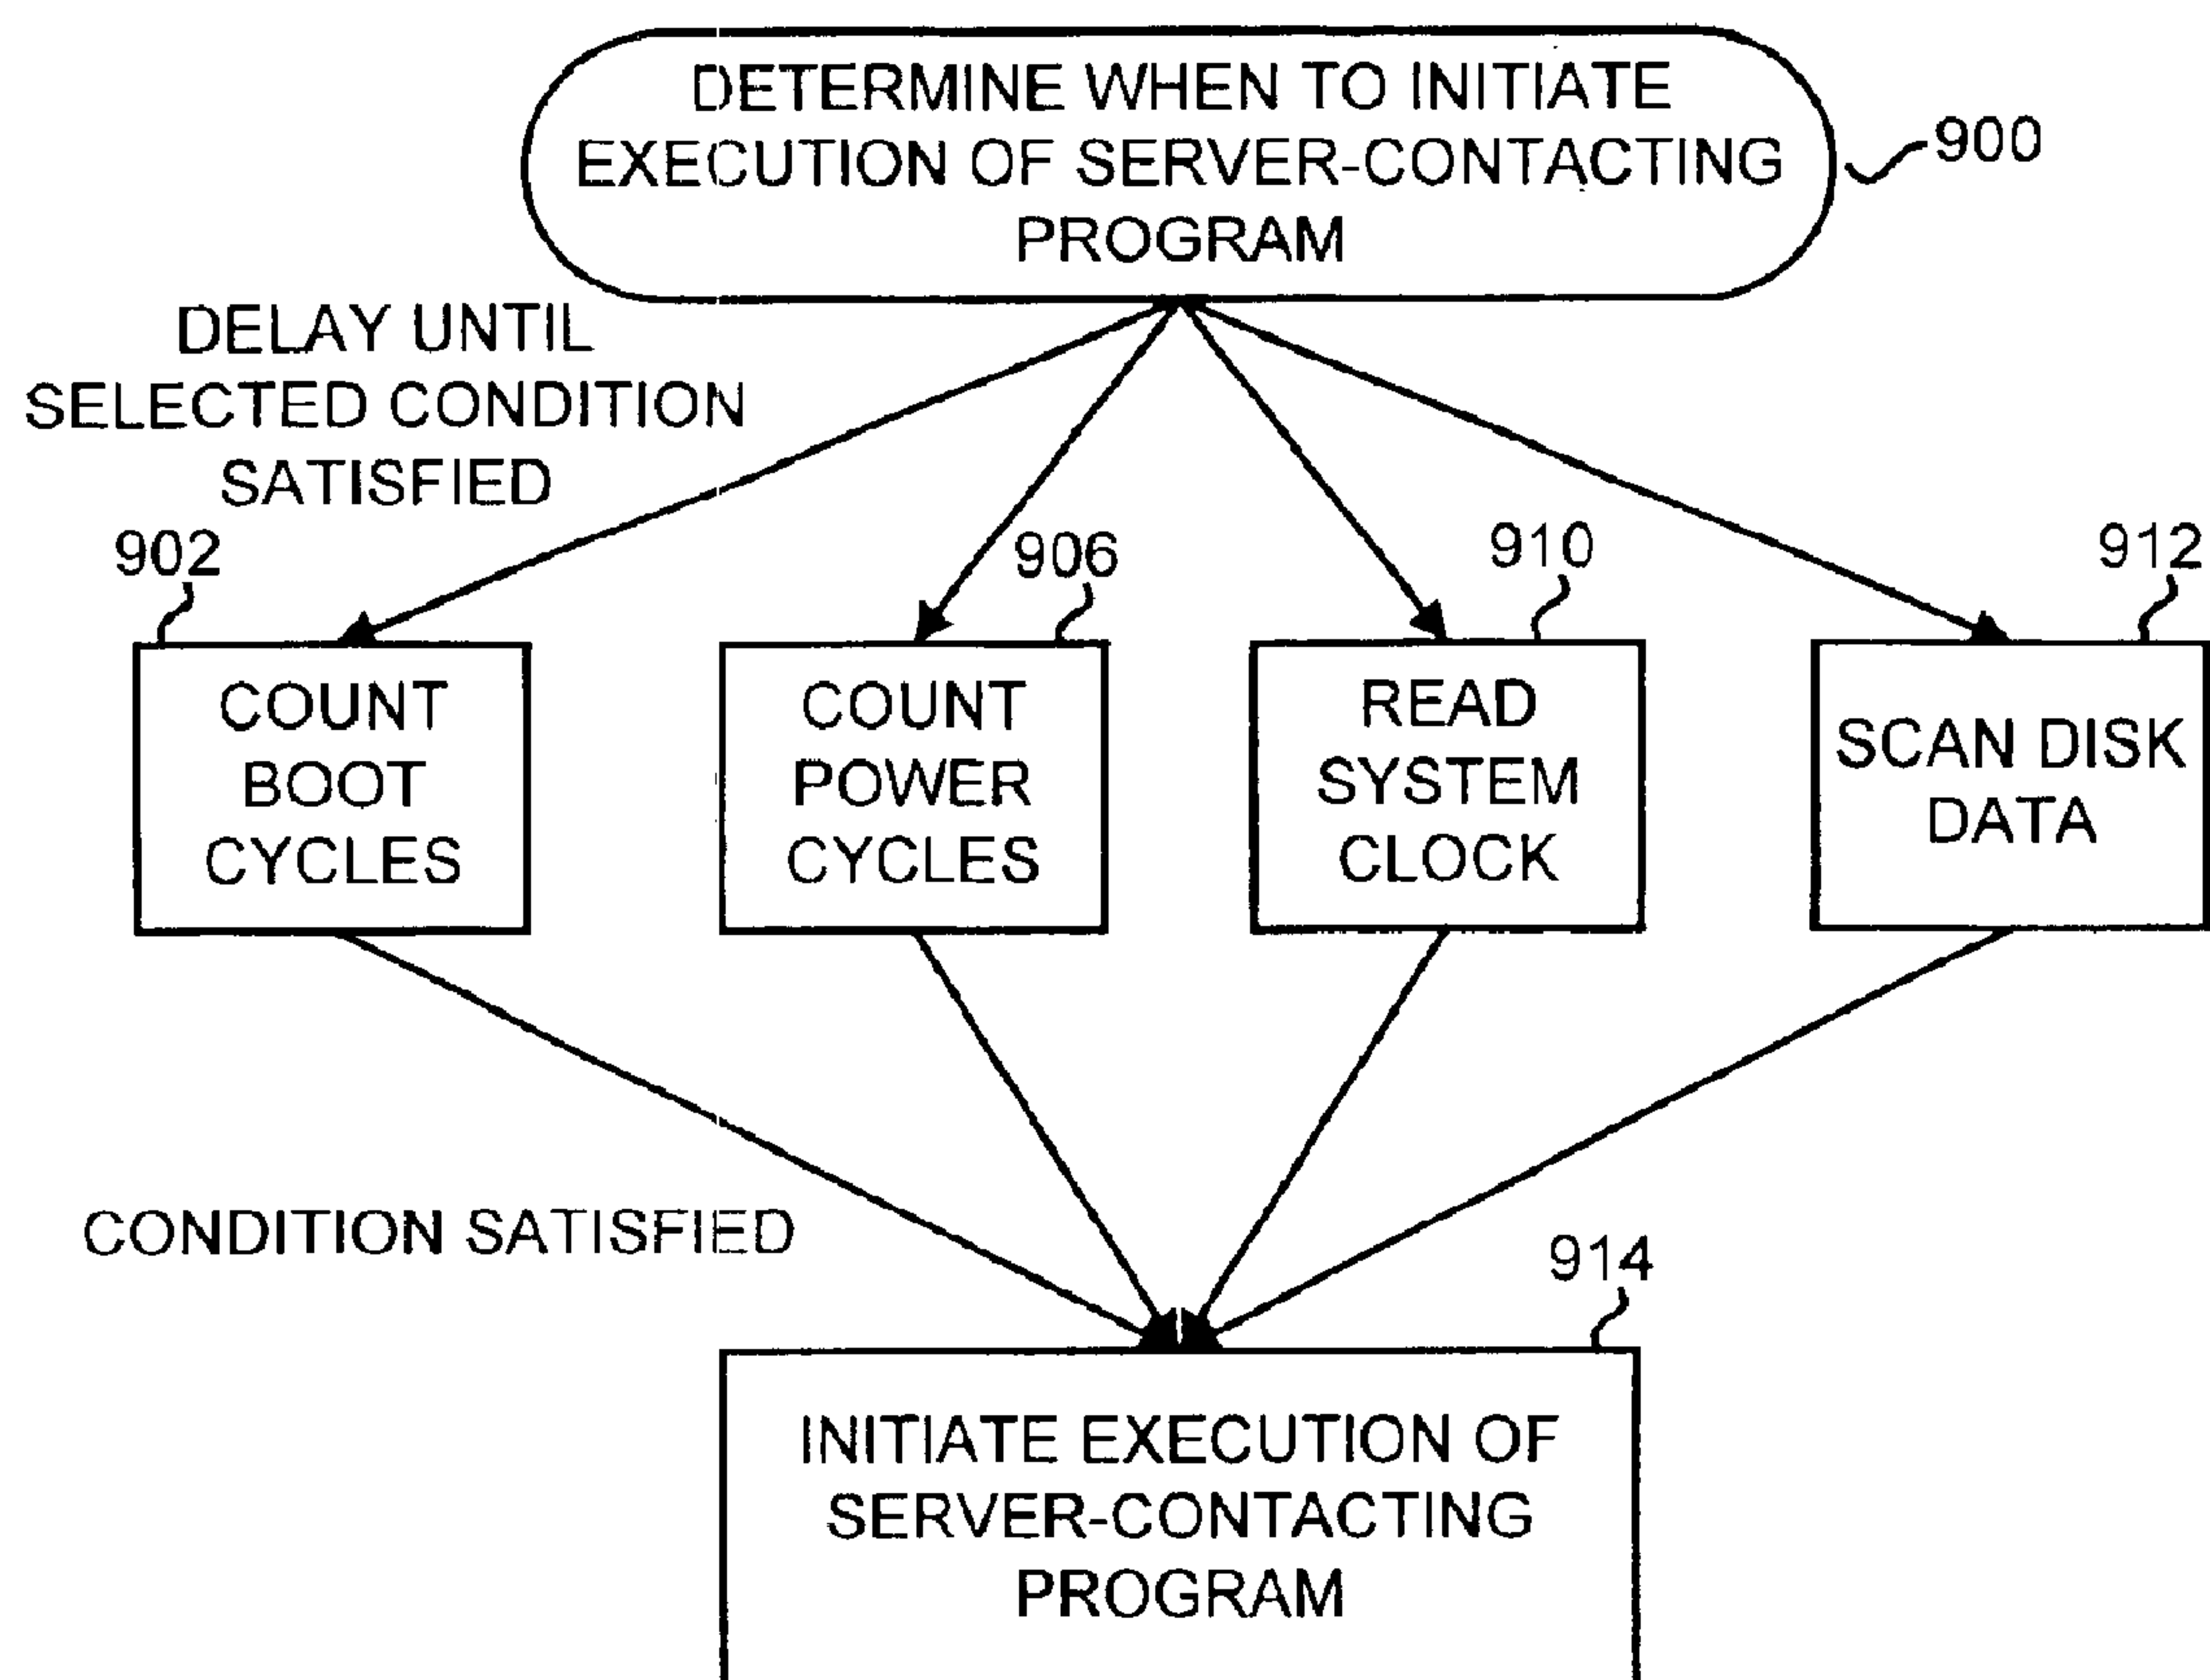 DETERMINE WHEN TO INITIATE
EXECUTION OF SERVER-CONTACTING
PROGRAM
900
DELAY UNTIL
SELECTED CONDITION
SATISFIED
902
906
910
912
COUNT
BOOT
CYCLES
COUNT
POWER
CYCLES
READ
SYSTEM
CLOCK
SCAN DISK
DATA
CONDITION SATISFIED
914
INITIATE EXECUTION OF
SERVER-CONTACTING
PROGRAM